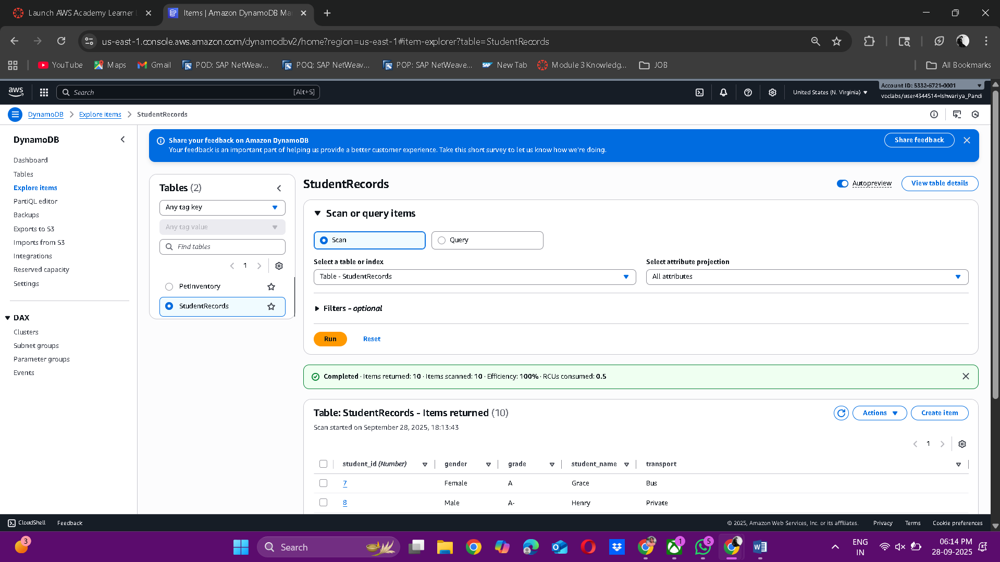 Launch AWS Academy Learner
Items | Amazon DynamoDB Ma
us-east-1.console.aws.amazon.com/dynamodbv2/home?region=us-east-1#item-explorer?table=StudentRecords
YouTube
Maps
Gmail
POD: SAP NetWeav...
POQ: SAP NetWeav...
POP: SAP NetWeave...
New Tab
Module 3 Knowledg...
JOB
All Bookmarks
aws
Search
[Alt+S]
United States (N. Virginia)
Account ID: 5332-6721-0001
voclabs/user4344514=Ishwariya_Pandi
DynamoDB
Explore items
StudentRecords
DynamoDB
Dashboard
Tables
Explore items
PartiQL editor
Backups
Exports to S3
Imports from S3
Integrations
Reserved capacity
Settings
DAX
Clusters
Subnet groups
Parameter groups
Events
Share your feedback on Amazon DynamoDB
Your feedback is an important part of helping us provide a better customer experience. Take this short survey to let us know how we're doing.
Share feedback
Tables (2)
Any tag key
Any tag value
Find tables
1
PetInventory
StudentRecords
StudentRecords
Autopreview
View table details
Scan or query items
Scan
Query
Select a table or index
Table - StudentRecords
Select attribute projection
All attributes
Filters - optional
Run
Reset
Completed · Items returned: 10 · Items scanned: 10 · Efficiency: 100% · RCUs consumed: 0.5
Table: StudentRecords - Items returned (10)
Scan started on September 28, 2025, 18:13:43
Actions
Create item
1
student_id (Number) gender grade student_name transport
7 Female A Grace Bus
8 Male A- Henry Private
CloudShell
Feedback
© 2025, Amazon Web Services, Inc. or its affiliates.
Privacy
Terms
Cookie preferences
3
Search
1
5
ENG
IN
06:14 PM
28-09-2025